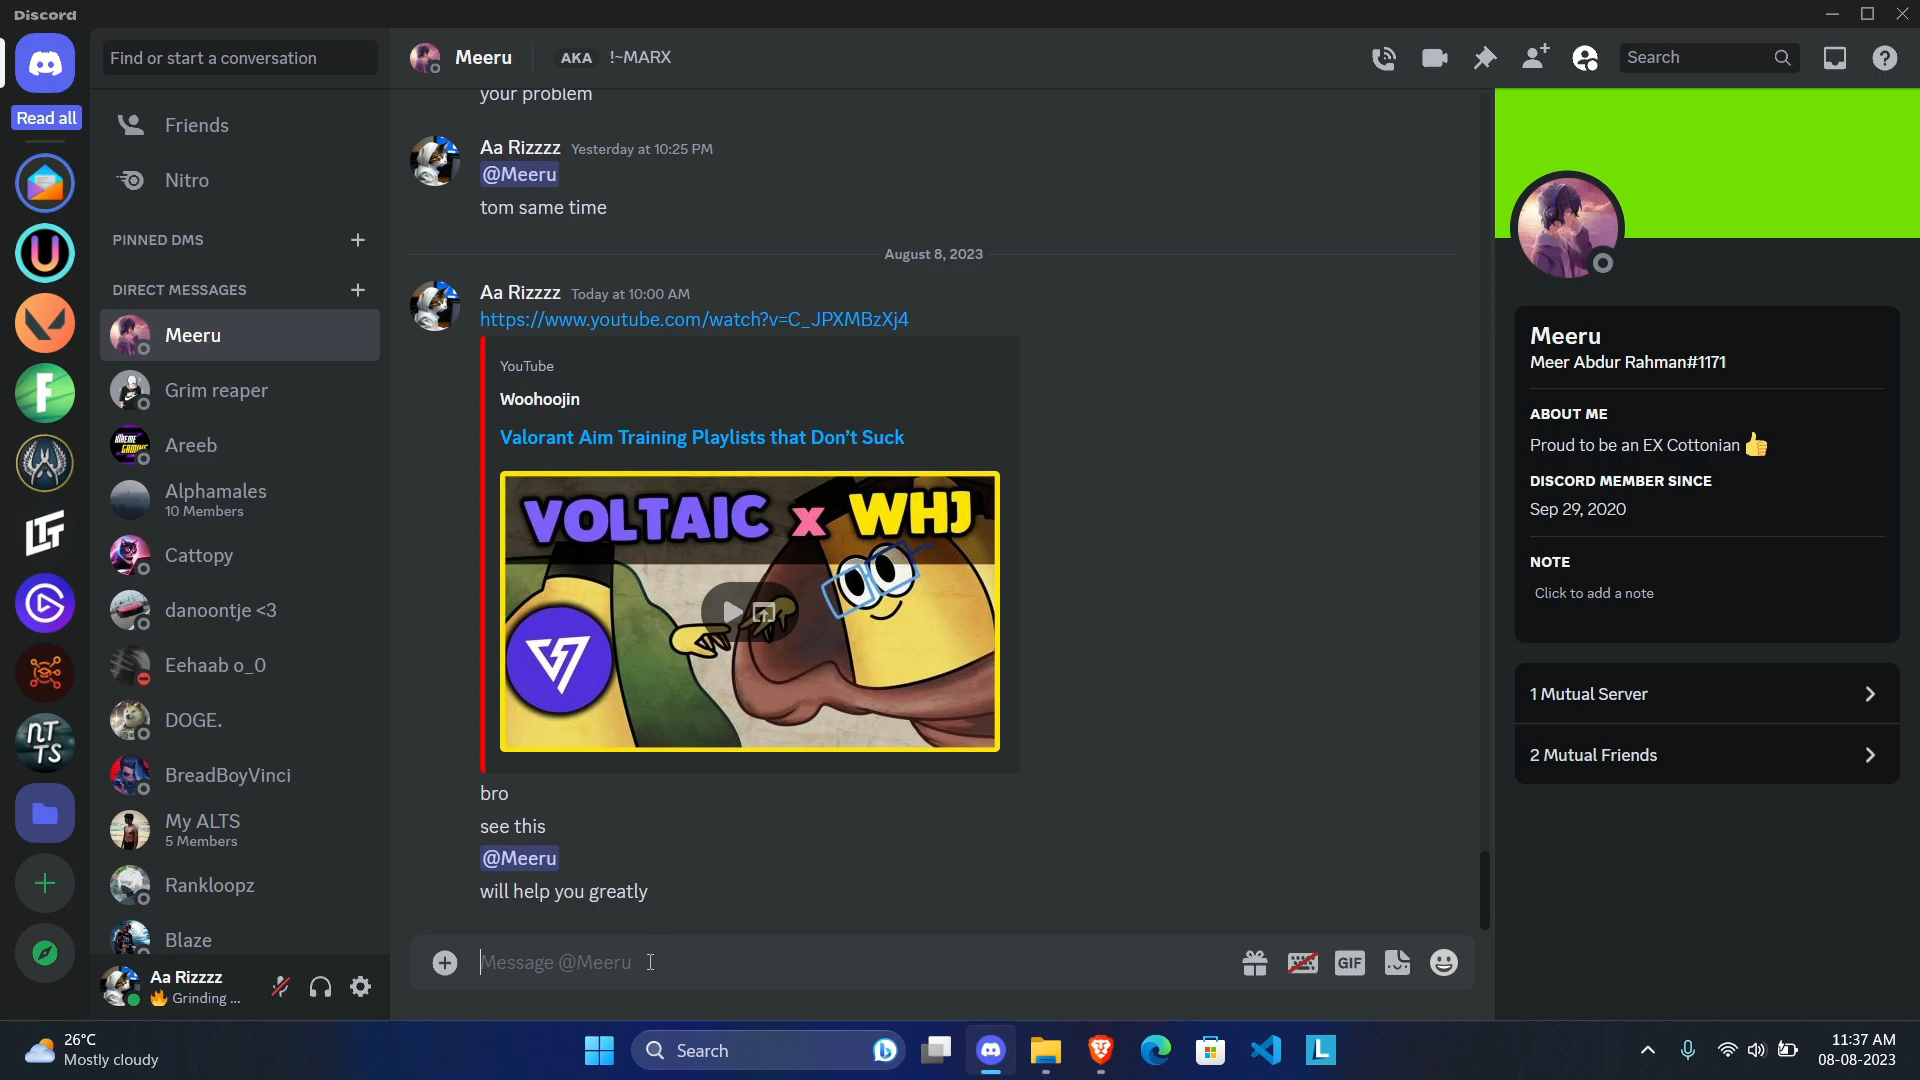 Discord
Find or start a conversation
Meeru
AKA !~MARX
Search
Read all
Friends
Nitro
PINNED DMS
DIRECT MESSAGES
Meeru
Grim reaper
Areeb
Alphamales
10 Members
Cattopy
danoontje <3
Eehaab o_0
DOGE.
BreadBoyVinci
My ALTS
5 Members
Rankloopz
Blaze
Aa Rizzzz
🔥 Grinding ...
your problem
Aa Rizzzz Yesterday at 10:25 PM
@Meeru
tom same time
August 8, 2023
Aa Rizzzz Today at 10:00 AM
https://www.youtube.com/watch?v=C_JPXMBzXj4
YouTube
Woohoojin
Valorant Aim Training Playlists that Don’t Suck
VOLTAIC x WHJ
bro
see this
@Meeru
will help you greatly
Message @Meeru
GIF
Meeru
Meer Abdur Rahman#1171
ABOUT ME
Proud to be an EX Cottonian 👍
DISCORD MEMBER SINCE
Sep 29, 2020
NOTE
Click to add a note
1 Mutual Server
2 Mutual Friends
26°C
Mostly cloudy
Search
11:37 AM
08-08-2023